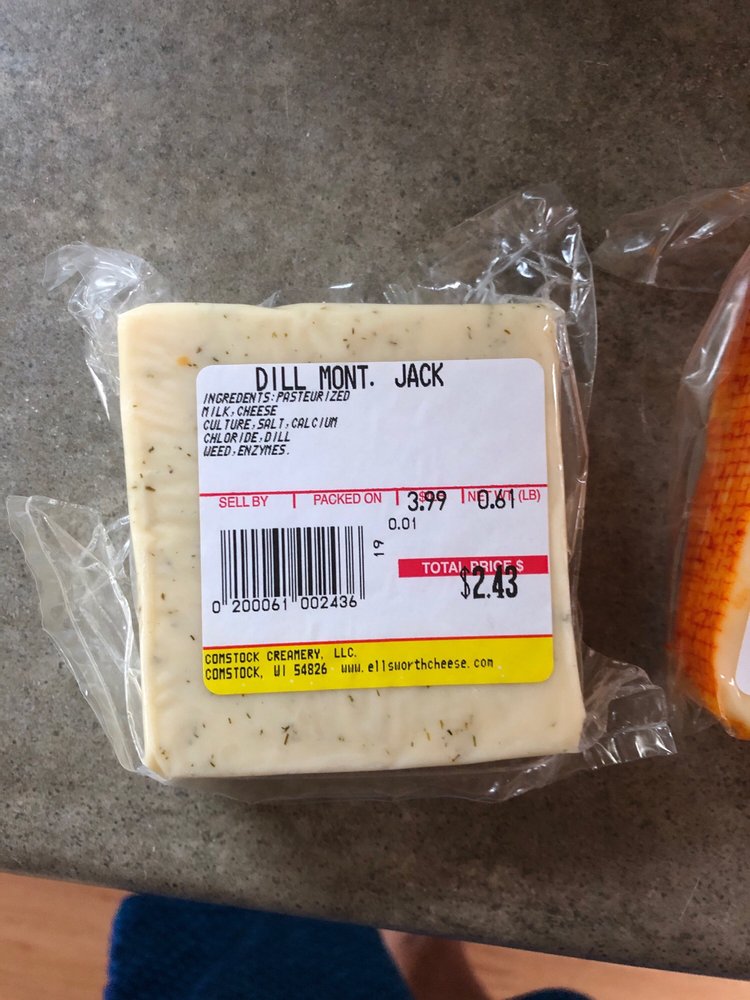 DILL MONT. JACK
INGREDENTS:PASTEURIZED
MILK,CHEESE
CULTURE,SALT,CALCIUM
CHLORIDE,DILL
WEED,ENZYMES.
SELL BY PACKED ON 3.99 NET WT. (LB) 0.61
0.01
19
TOTAL PRICE $
$2.43
0 200061 002436
COMSTOCK CREAMERY, LLC.
COMSTOCK, WI 54826 www.ellsworthcheese.com